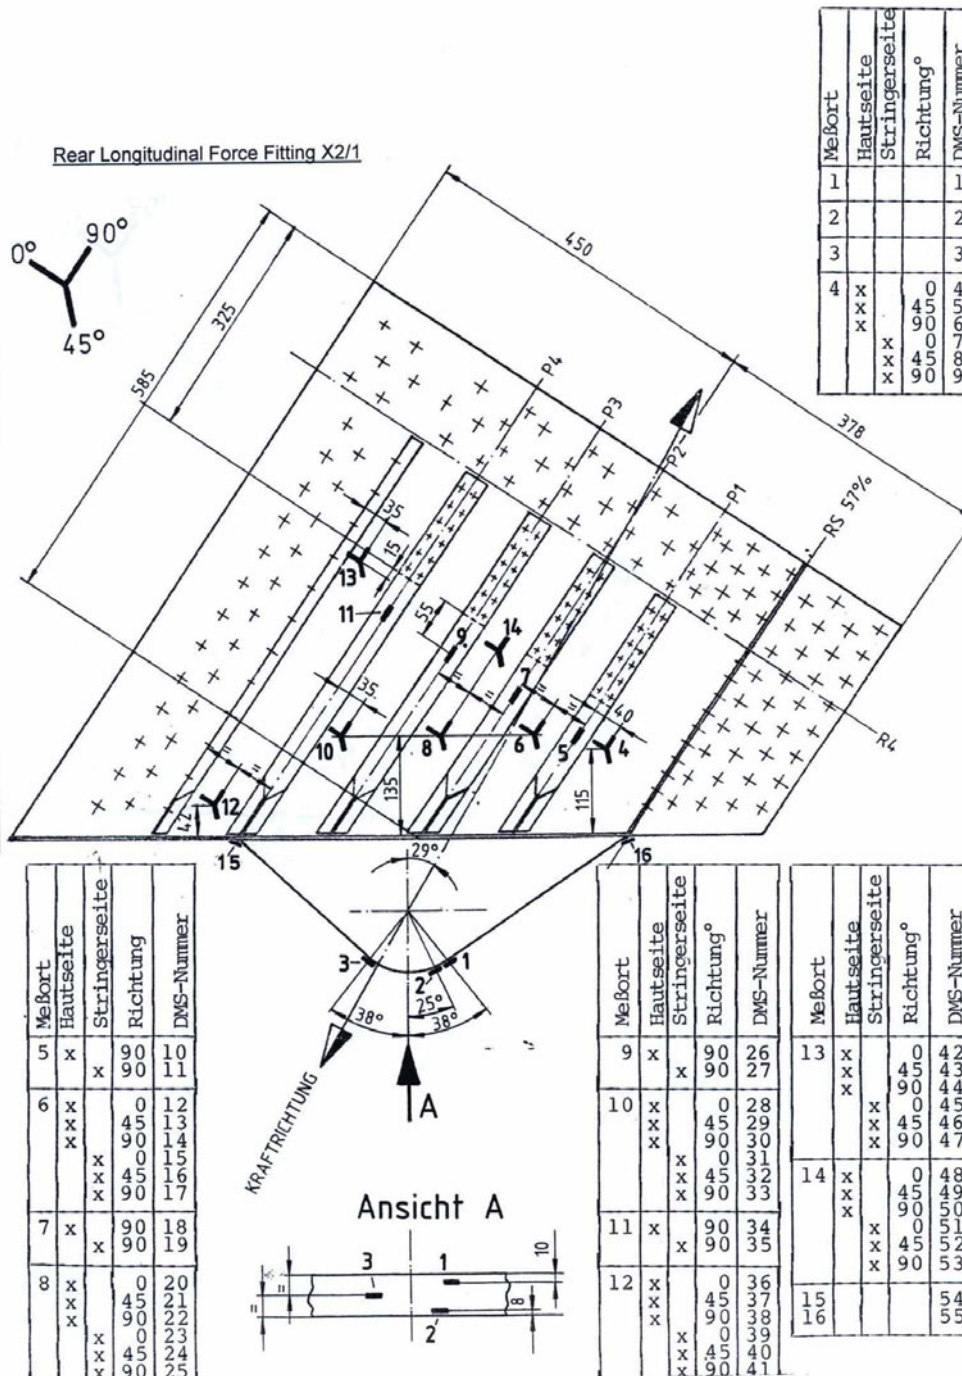 Rear Longitudinal Force Fitting X2/1
0°
90°
45°
450
325
585
378
P4
P3
P2
P1
RS 57%
R4
35
15
13
11
55
9
14
7
=
=
=
=
35
40
10
8
6
5
4
135
115
=
=
12
42
15
16
29°
3
2
1
25°
38°
38°
KRAFTRICHTUNG
A
Ansicht A
3
1
2
10
8
=
=
Meßort Hautseite Stringerseite Richtung° DMS-Nummer
1 1
2 2
3 3
4 x 0 4
x 45 5
x 90 6
x 0 7
x 45 8
x 90 9
Meßort Hautseite Stringerseite Richtung DMS-Nummer
5 x 90 10
x 90 11
6 x 0 12
x 45 13
x 90 14
x 0 15
x 45 16
x 90 17
7 x 90 18
x 90 19
8 x 0 20
x 45 21
x 90 22
x 0 23
x 45 24
x 90 25
Meßort Hautseite Stringerseite Richtung° DMS-Nummer
9 x 90 26
x 90 27
10 x 0 28
x 45 29
x 90 30
x 0 31
x 45 32
x 90 33
11 x 90 34
x 90 35
12 x 0 36
x 45 37
x 90 38
x 0 39
x 45 40
x 90 41
Meßort Hautseite Stringerseite Richtung° DMS-Nummer
13 x 0 42
x 45 43
x 90 44
x 0 45
x 45 46
x 90 47
14 x 0 48
x 45 49
x 90 50
x 0 51
x 45 52
x 90 53
15 54
16 55